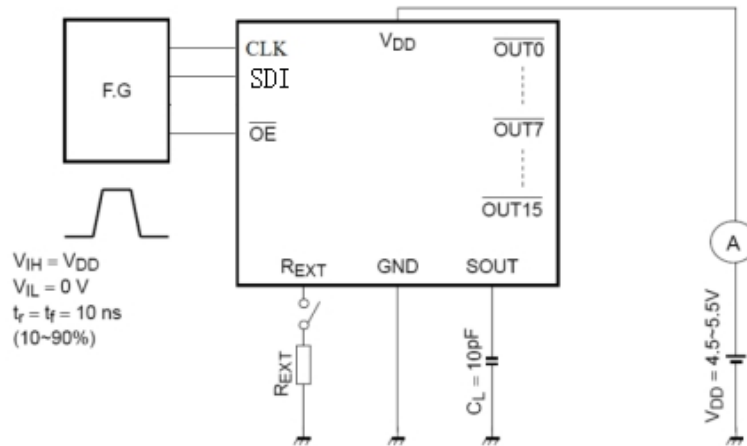 F.G
CLK
SDI
OE
VDD
OUT0
OUT7
OUT15
REXT
GND
SOUT
VIH = VDD
VIL = 0 V
tr = tf = 10 ns
(10~90%)
REXT
CL = 10pF
A
VDD = 4.5~5.5V